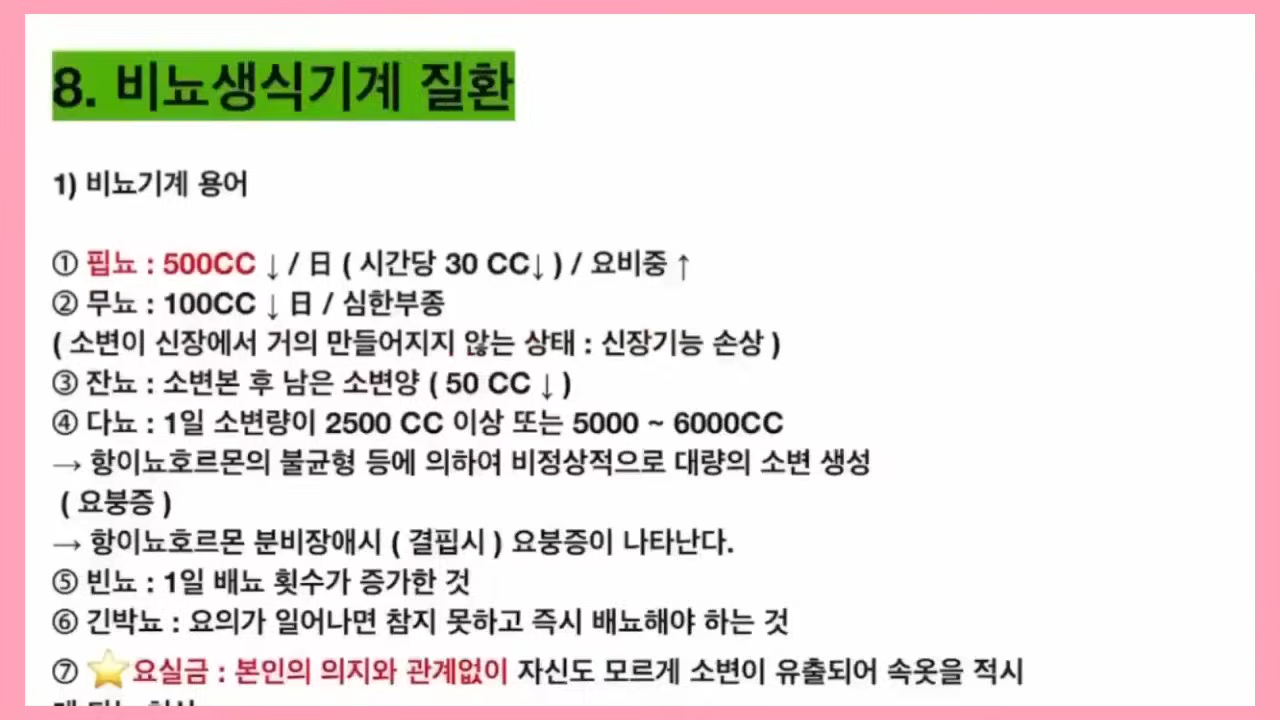 8. 비뇨생식기계 질환
1) 비뇨기계 용어
① 핍뇨 : 500CC ↓ / 日 ( 시간당 30 CC↓ ) / 요비중 ↑
② 무뇨 : 100CC ↓ 日 / 심한부종
( 소변이 신장에서 거의 만들어지지 않는 상태 : 신장기능 손상 )
③ 잔뇨 : 소변본 후 남은 소변양 ( 50 CC ↓ )
④ 다뇨 : 1일 소변량이 2500 CC 이상 또는 5000 ~ 6000CC
→ 항이뇨호르몬의 불균형 등에 의하여 비정상적으로 대량의 소변 생성
( 요붕증 )
→ 항이뇨호르몬 분비장애시 ( 결핍시 ) 요붕증이 나타난다.
⑤ 빈뇨 : 1일 배뇨 횟수가 증가한 것
⑥ 긴박뇨 : 요의가 일어나면 참지 못하고 즉시 배뇨해야 하는 것
⑦ ⭐요실금 : 본인의 의지와 관계없이 자신도 모르게 소변이 유출되어 속옷을 적시